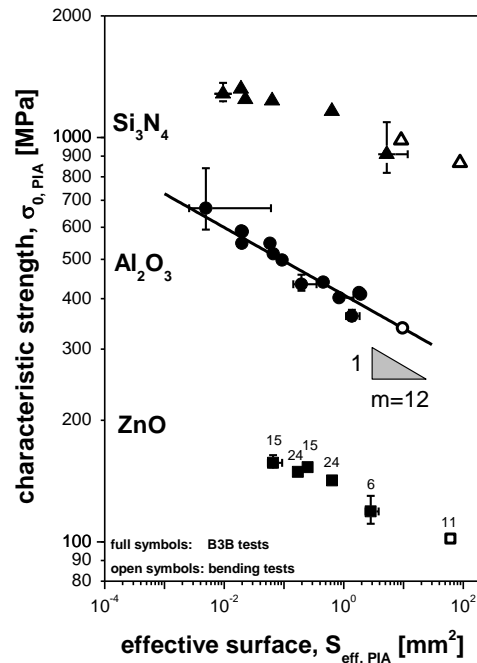 2000
1000
900
800
700
600
500
400
300
200
100
80
characteristic strength, σ0, PIA [MPa]
Si3N4
Al2O3
ZnO
1
m=12
15
24
15
24
6
11
full symbols: B3B tests
open symbols: bending tests
10-4
10-2
100
102
effective surface, Seff, PIA [mm2]